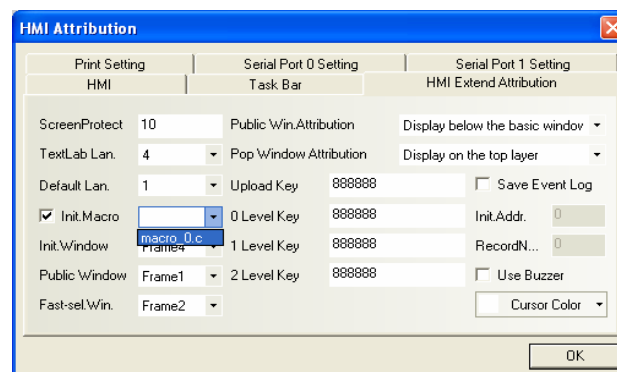 HMI Attribution
Print Setting Serial Port 0 Setting Serial Port 1 Setting
HMI Task Bar HMI Extend Attribution
ScreenProtect 10 Public Win.Attribution Display below the basic window
TextLab Lan. 4 Pop Window Attribution Display on the top layer
Default Lan. 1 Upload Key 888888 Save Event Log
Init.Macro 0 Level Key 888888 Init.Addr. 0
macro_0.c
Init.Window Frame4 1 Level Key 888888 RecordN... 0
Public Window Frame1 2 Level Key 888888 Use Buzzer
Fast-sel.Win. Frame2 Cursor Color
OK